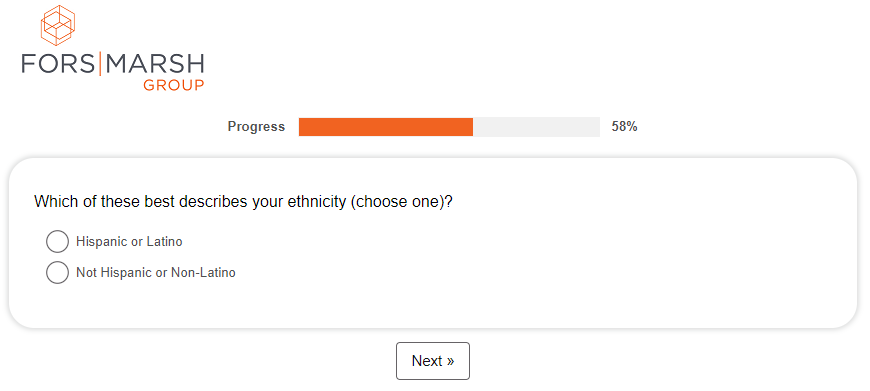 FORS|MARSH
GROUP
Progress 58%
Which of these best describes your ethnicity (choose one)?
Hispanic or Latino
Not Hispanic or Non-Latino
Next »